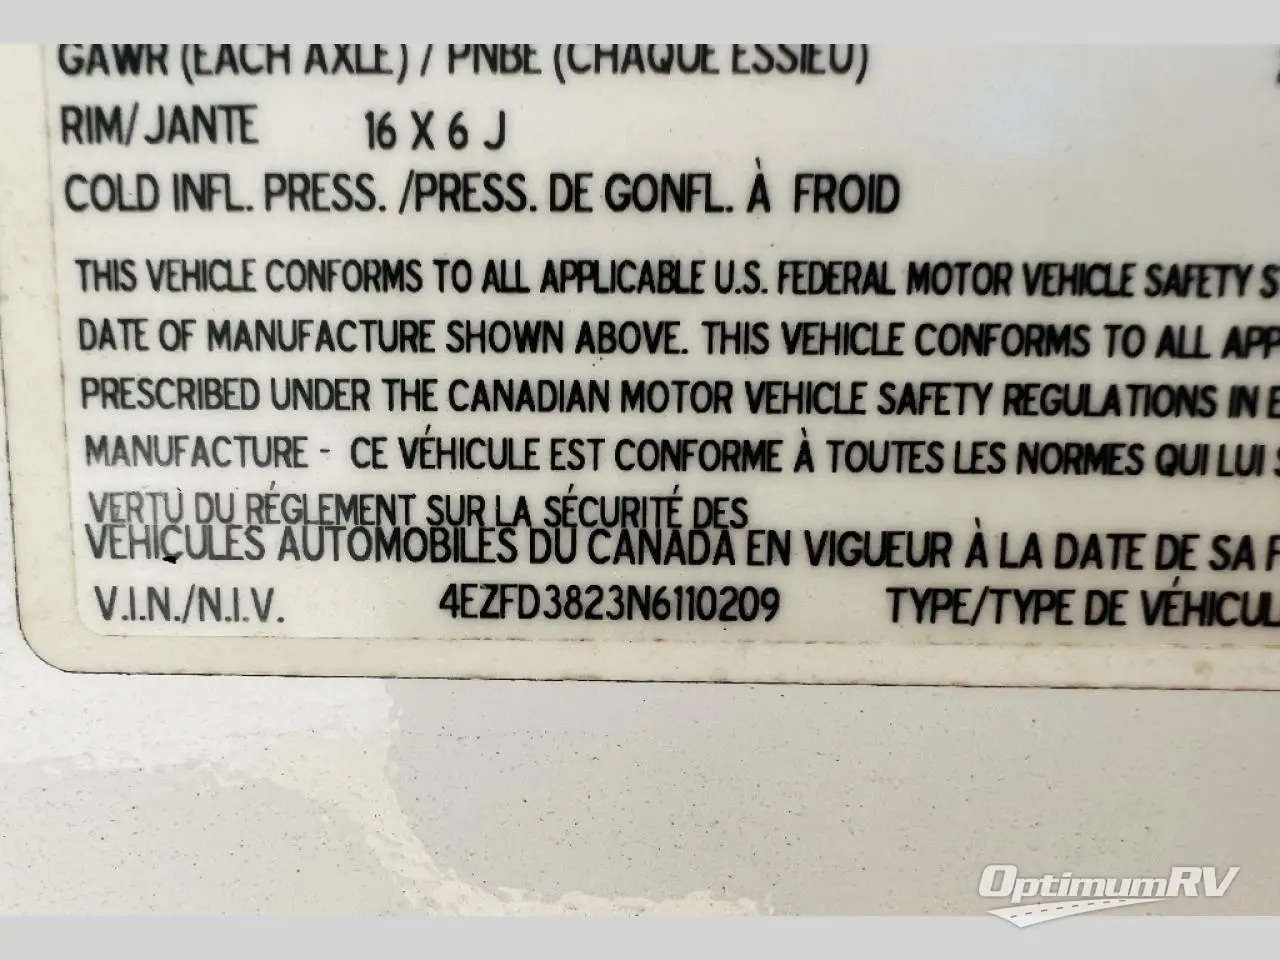 GAWR (EACH AXLE) / PNBE (CHAQUE ESSIEU)
RIM/JANTE 16 X 6 J
COLD INFL. PRESS. /PRESS. DE GONFL. À FROID
THIS VEHICLE CONFORMS TO ALL APPLICABLE U.S. FEDERAL MOTOR VEHICLE SAFETY S
DATE OF MANUFACTURE SHOWN ABOVE. THIS VEHICLE CONFORMS TO ALL APP
PRESCRIBED UNDER THE CANADIAN MOTOR VEHICLE SAFETY REGULATIONS IN E
MANUFACTURE - CE VÉHICULE EST CONFORME À TOUTES LES NORMES QUI LUI S
VERTU DU RÉGLEMENT SUR LA SÉCURITÉ DES
VÉHICULES AUTOMOBILES DU CANADA EN VIGUEUR À LA DATE DE SA F
V.I.N./N.I.V. 4EZFD3823N6110209 TYPE/TYPE DE VÉHICUL
OptimumRV